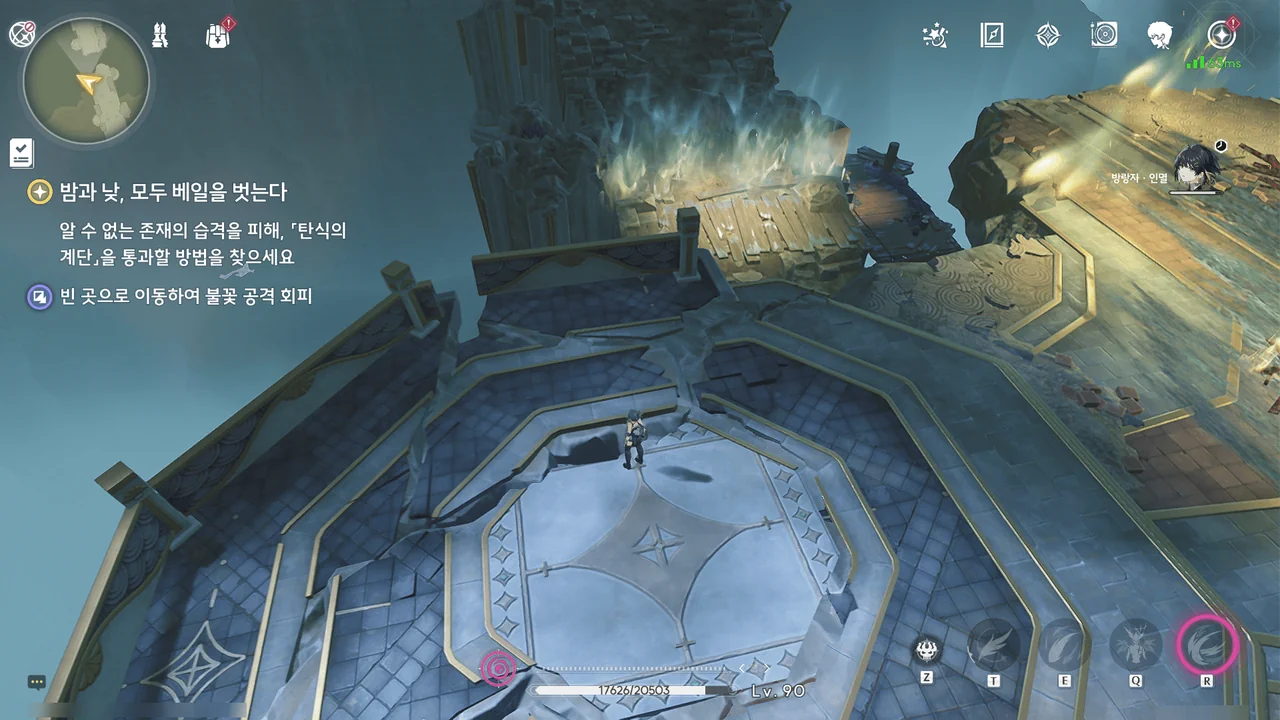 63ms
밤과 낮, 모두 베일을 벗는다
알 수 없는 존재의 습격을 피해, 「탄식의
계단」을 통과할 방법을 찾으세요
빈 곳으로 이동하여 불꽃 공격 회피
방랑자 · 인멸
Z
T
E
Q
R
17626/20503
Lv. 90